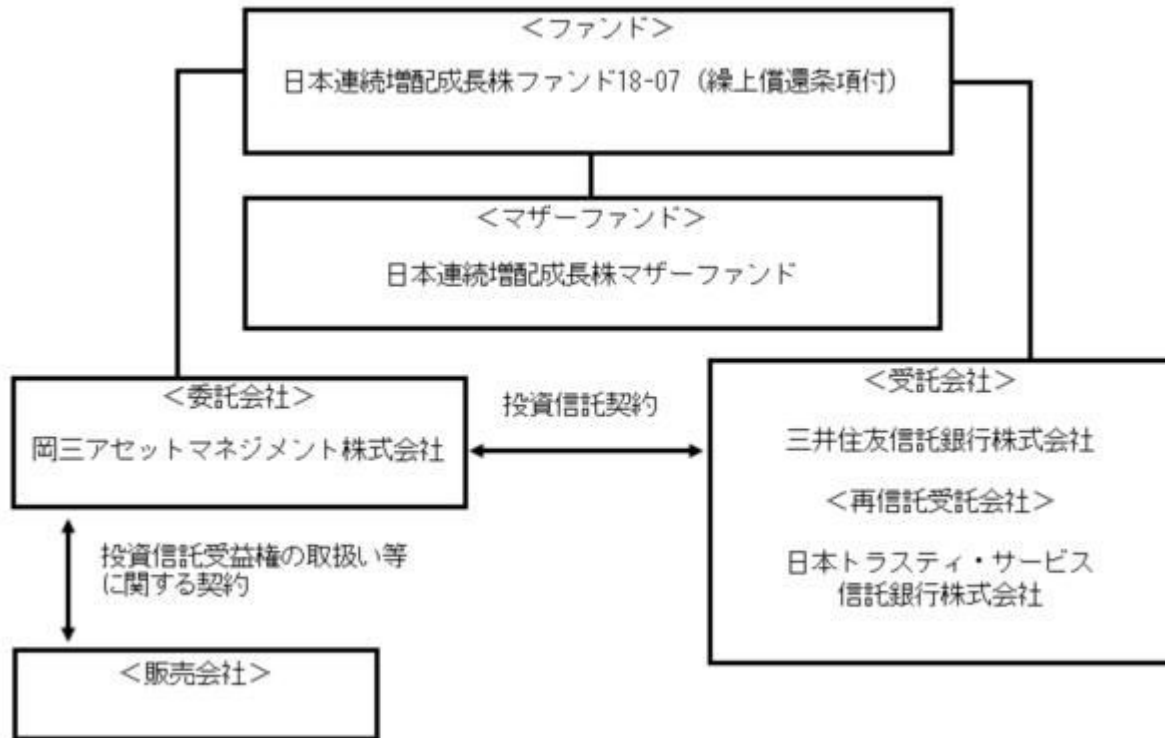 ＜ファンド＞
日本連続増配成長株ファンド18-07（繰上償還条項付）
＜マザーファンド＞
日本連続増配成長株マザーファンド
＜委託会社＞
岡三アセットマネジメント株式会社
投資信託契約
＜受託会社＞
三井住友信託銀行株式会社
＜再信託受託会社＞
日本トラスティ・サービス
信託銀行株式会社
投資信託受益権の取扱い等
に関する契約
＜販売会社＞